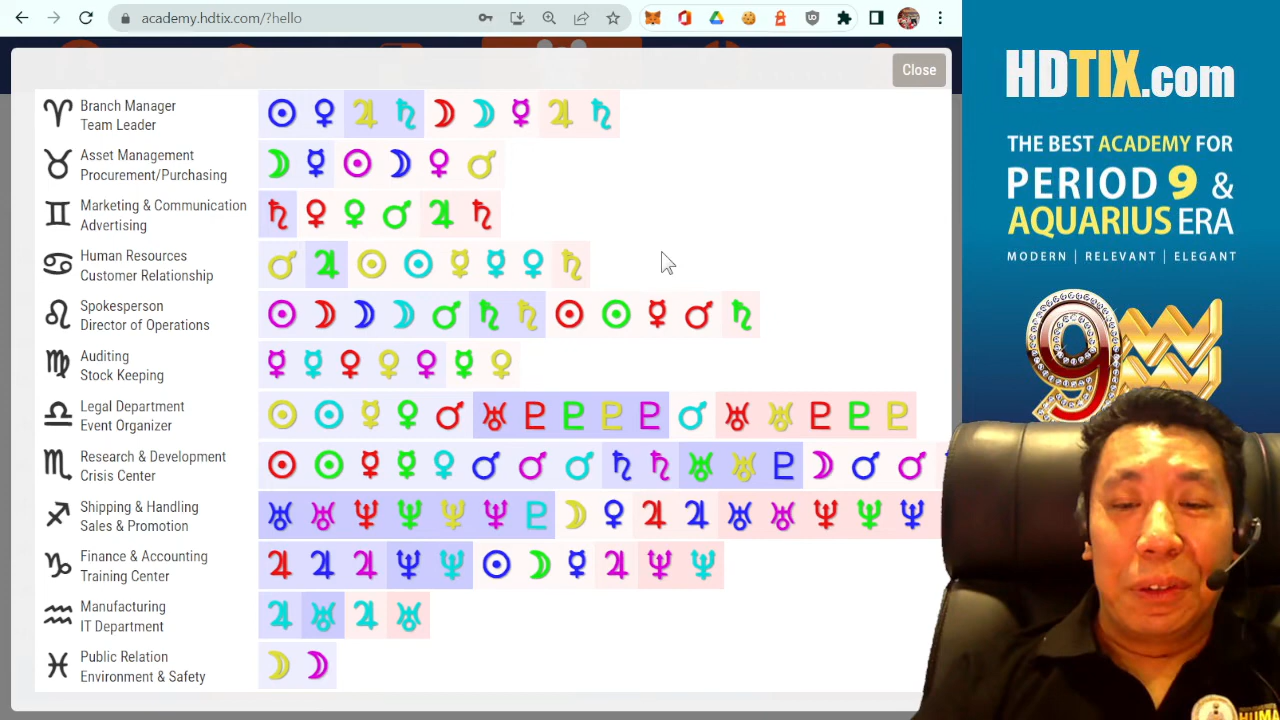 academy.hdtix.com/?hello
Close
♈ Branch Manager
Team Leader
☉ ♀ ♃ ♄ ☽ ☽ ☿ ♃ ♄
♉ Asset Management
Procurement/Purchasing
☽ ☿ ☉ ☽ ♀ ♂
♊ Marketing & Communication
Advertising
♄ ♀ ♀ ♂ ♃ ♄
♋ Human Resources
Customer Relationship
♂ ♃ ☉ ☉ ☿ ☿ ♀ ♄
♌ Spokesperson
Director of Operations
☉ ☽ ☽ ☽ ♂ ♄ ♄ ☉ ☉ ☿ ♂ ♄
♍ Auditing
Stock Keeping
☿ ☿ ♀ ♀ ♀ ☿ ♀
♎ Legal Department
Event Organizer
☉ ☉ ☿ ♀ ♂ ♅ ♇ ♇ ♇ ♇ ♂ ♅ ♅ ♇ ♇ ♇
♏ Research & Development
Crisis Center
☉ ☉ ☿ ☿ ♀ ♂ ♂ ♂ ♄ ♄ ♅ ♅ ♇ ☽ ♂ ♂
♐ Shipping & Handling
Sales & Promotion
♅ ♅ ♆ ♆ ♆ ♆ ♇ ☽ ♀ ♃ ♃ ♅ ♅ ♆ ♆ ♆
♑ Finance & Accounting
Training Center
♃ ♃ ♃ ♆ ♆ ☉ ☽ ☿ ♃ ♆ ♆
♒ Manufacturing
IT Department
♃ ♅ ♃ ♅
♓ Public Relation
Environment & Safety
☽ ☽
HDTIX.com
THE BEST ACADEMY FOR
PERIOD 9 &
AQUARIUS ERA
MODERN | RELEVANT | ELEGANT
9